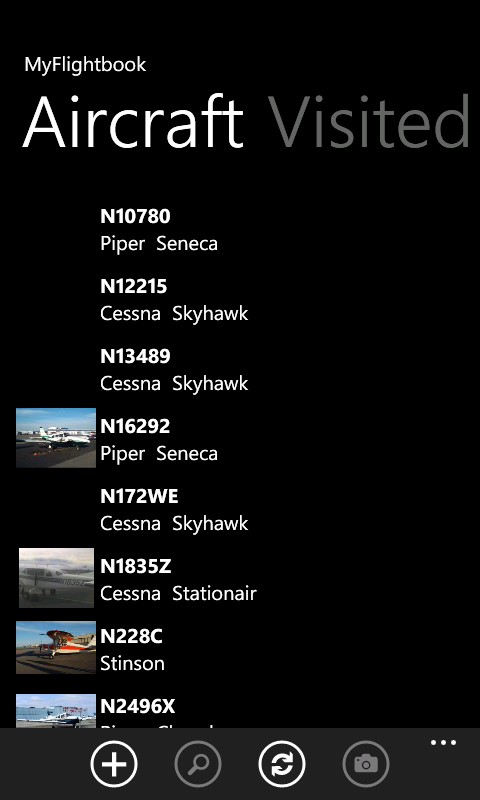 MyFlightbook
Aircraft Visited
N10780
Piper Seneca
N12215
Cessna Skyhawk
N13489
Cessna Skyhawk
N16292
Piper Seneca
N172WE
Cessna Skyhawk
N1835Z
Cessna Stationair
N228C
Stinson
N2496X